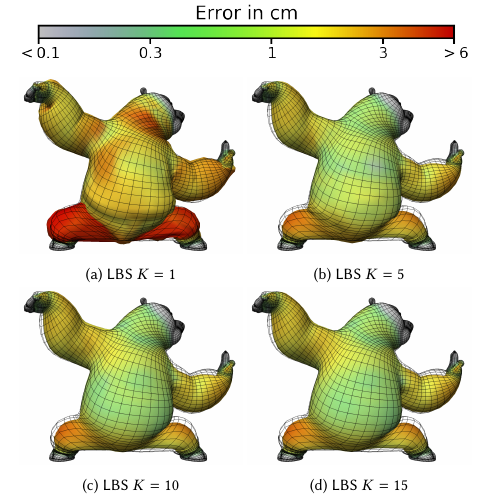 Error in cm
< 0.1 0.3 1 3 > 6
(a) LBS K = 1
(b) LBS K = 5
(c) LBS K = 10
(d) LBS K = 15